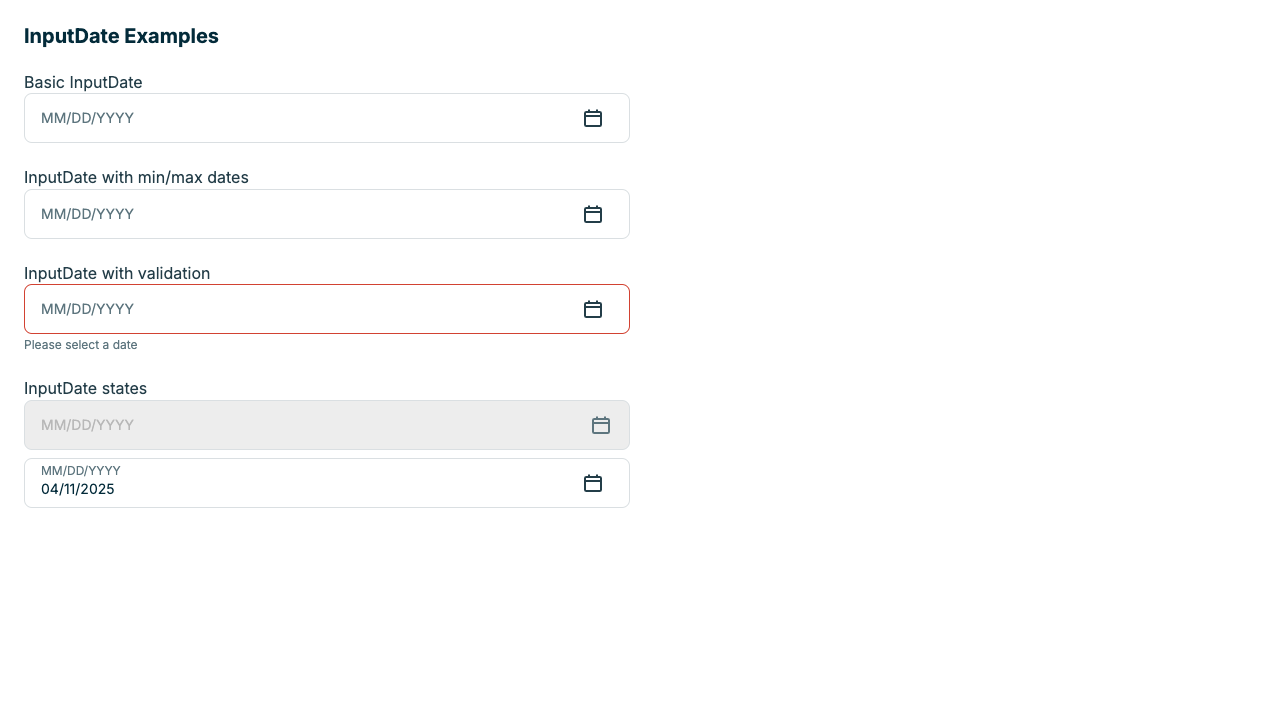 InputDate Examples
Basic InputDate
MM/DD/YYYY
InputDate with min/max dates
MM/DD/YYYY
InputDate with validation
MM/DD/YYYY
Please select a date
InputDate states
MM/DD/YYYY
MM/DD/YYYY
04/11/2025